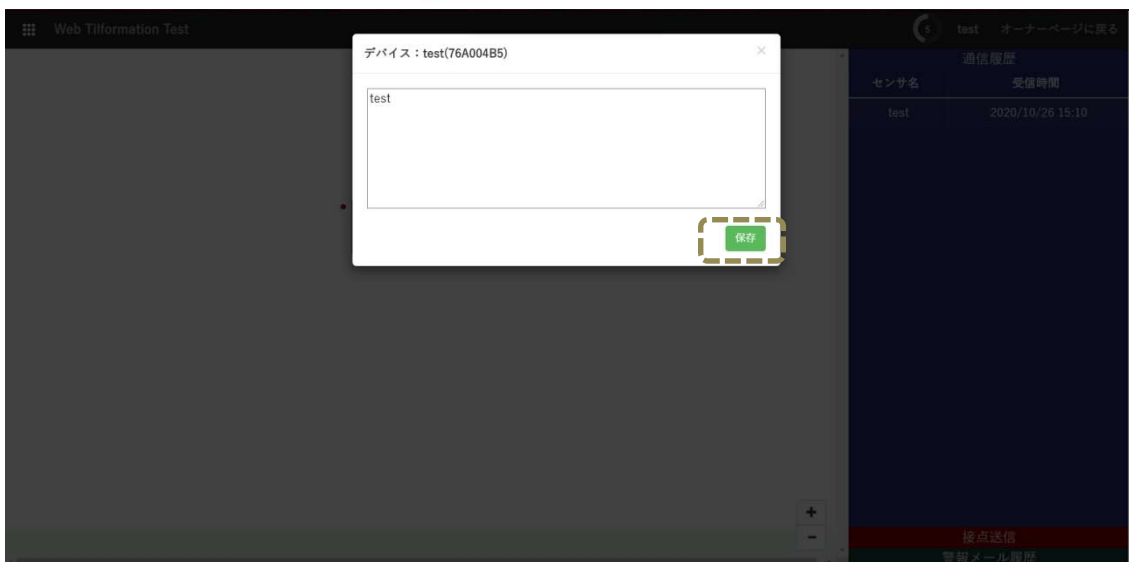 Web Tilformation Test
5 test オーナーページに戻る
デバイス：test(76A004B5)
×
test
保存
通信履歴
センサ名 受信時間
test 2020/10/26 15:10
+
-
接点送信
警報メール履歴